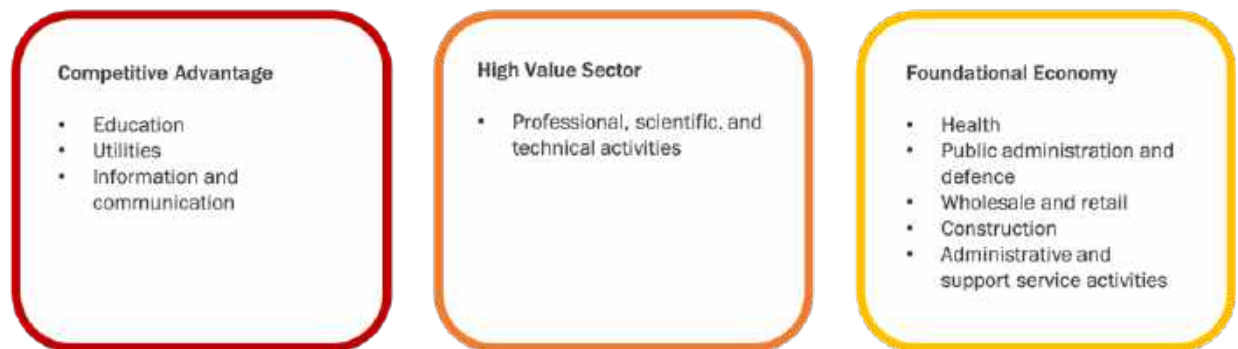 Competitive Advantage
• Education
• Utilities
• Information and
communication
High Value Sector
• Professional, scientific, and
technical activities
Foundational Economy
• Health
• Public administration and
defence
• Wholesale and retail
• Construction
• Administrative and
support service activities